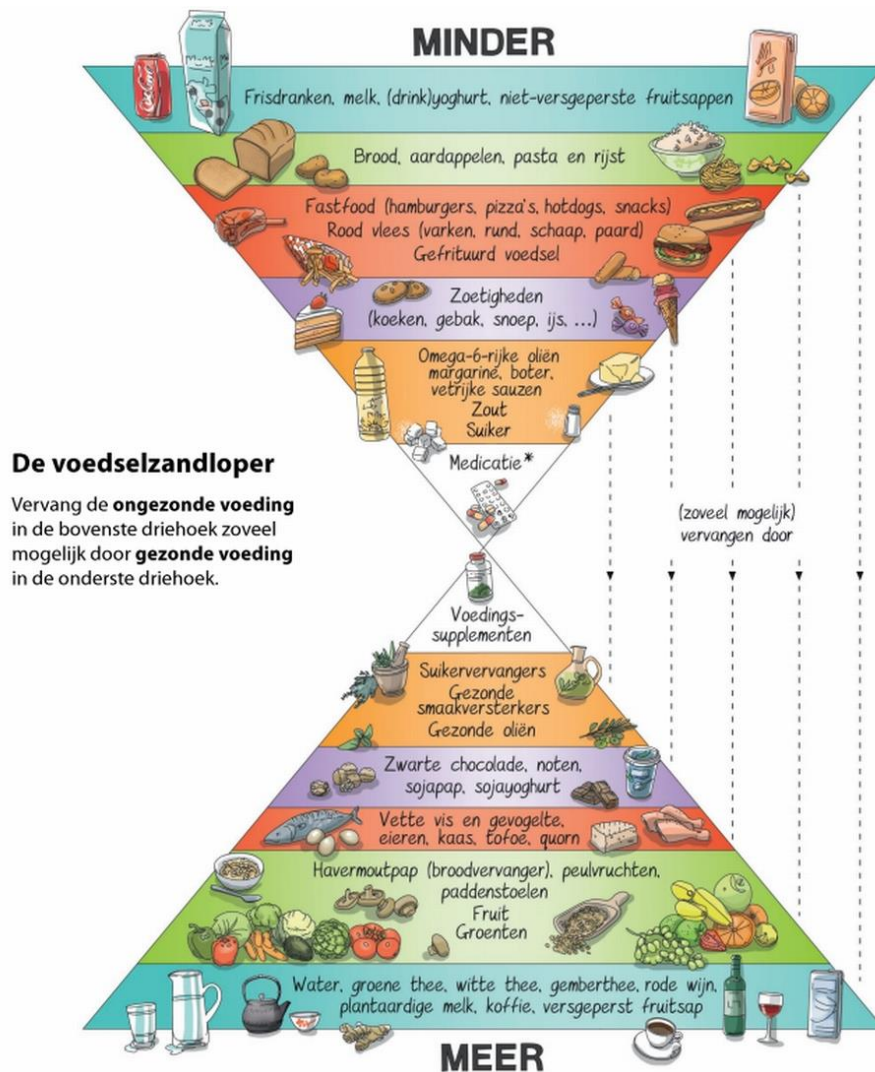 MINDER
Frisdranken, melk, (drink)yoghurt, niet-versgeperste fruitsappen
Brood, aardappelen, pasta en rijst
Fastfood (hamburgers, pizza's, hotdogs, snacks)
Rood vlees (varken, rund, schaap, paard)
Gefrituurd voedsel
Zoetigheden
(koeken, gebak, snoep, ijs, ...)
Omega-6-rijke oliën
margarine, boter,
vetrijke sauzen
Zout
Suiker
Medicatie*
De voedselzandloper
Vervang de ongezonde voeding
in de bovenste driehoek zoveel
mogelijk door gezonde voeding
in de onderste driehoek.
(zoveel mogelijk)
vervangen door
Voedings-
supplementen
Suikervervangers
Gezonde
smaakversterkers
Gezonde oliën
Zwarte chocolade, noten,
sojapap, sojayoghurt
Vette vis en gevogelte,
eieren, kaas, tofoe, quorn
Havermoutpap (broodvervanger), peulvruchten,
paddenstoelen
Fruit
Groenten
Water, groene thee, witte thee, gemberthee, rode wijn,
plantaardige melk, koffie, versgeperst fruitsap
MEER